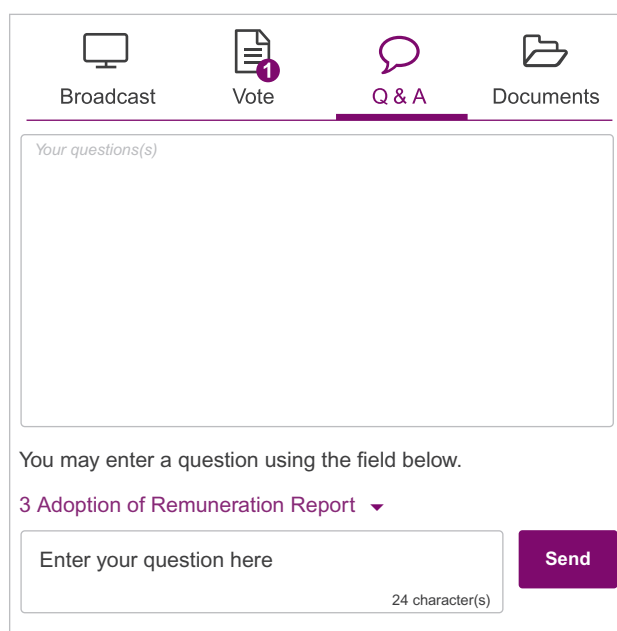 1
Broadcast Vote Q & A Documents
Your questions(s)
You may enter a question using the field below.
3 Adoption of Remuneration Report
Enter your question here
Send
24 character(s)